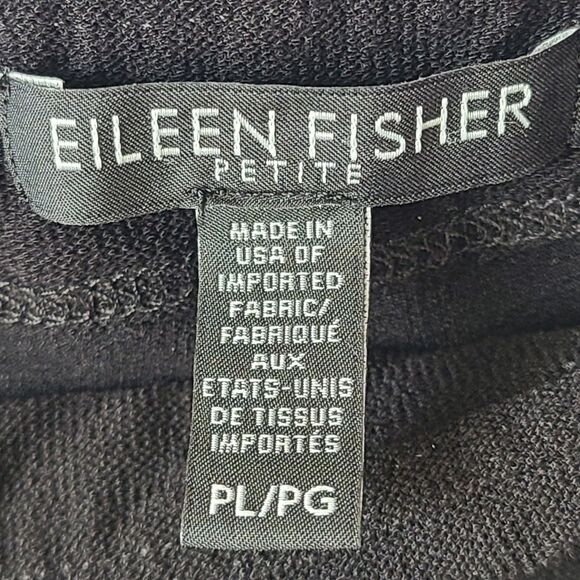 EILEEN FISHER
PETITE
MADE IN
USA OF
IMPORTED
FABRIC/
FABRIQUÉ
AUX
ETATS-UNIS
DE TISSUS
IMPORTÉS
PL/PG